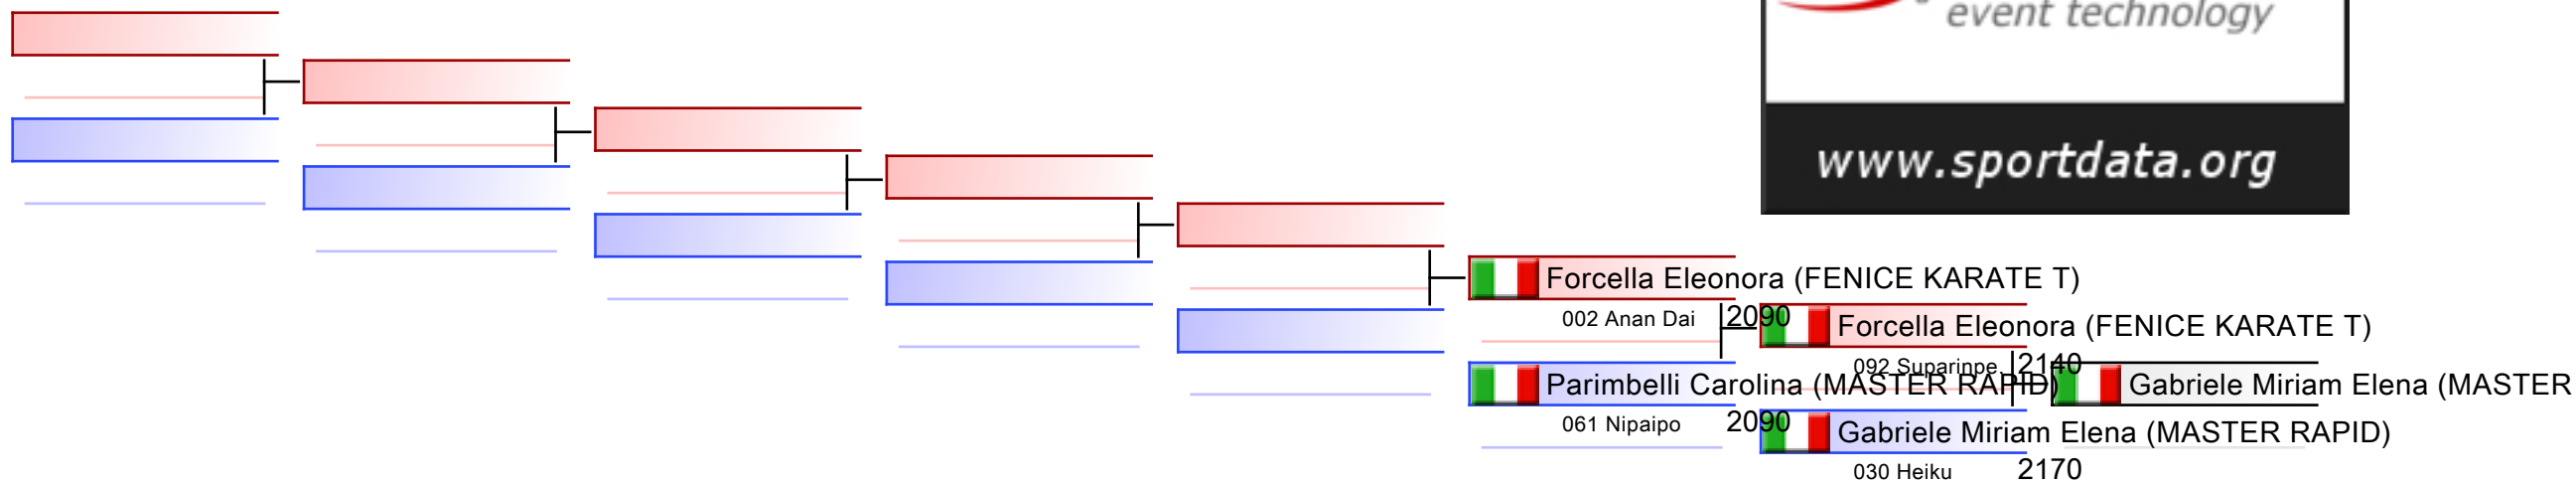 event technology
www.sportdata.org
Forcella Eleonora (FENICE KARATE T)
002 Anan Dai 2090
Forcella Eleonora (FENICE KARATE T)
092 Suparinpe 2140
Parimbelli Carolina (MASTER RAPID)
Gabriele Miriam Elena (MASTER
061 Nipaipo 2090
Gabriele Miriam Elena (MASTER RAPID)
030 Heiku 2170